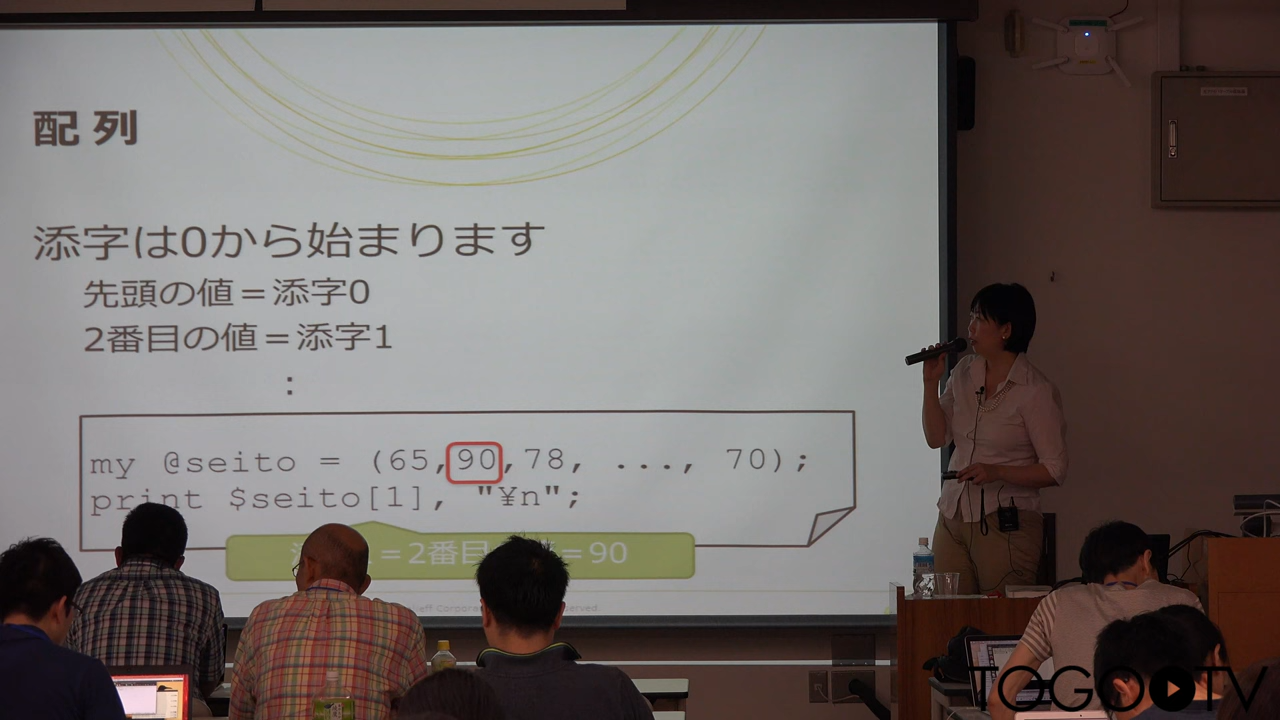 配列
添字は0から始まります
先頭の値＝添字0
2番目の値＝添字1
：
my @seito = (65,90,78, ..., 70);
print $seito[1], "¥n";
＝2番目 ＝90
TOGO TV